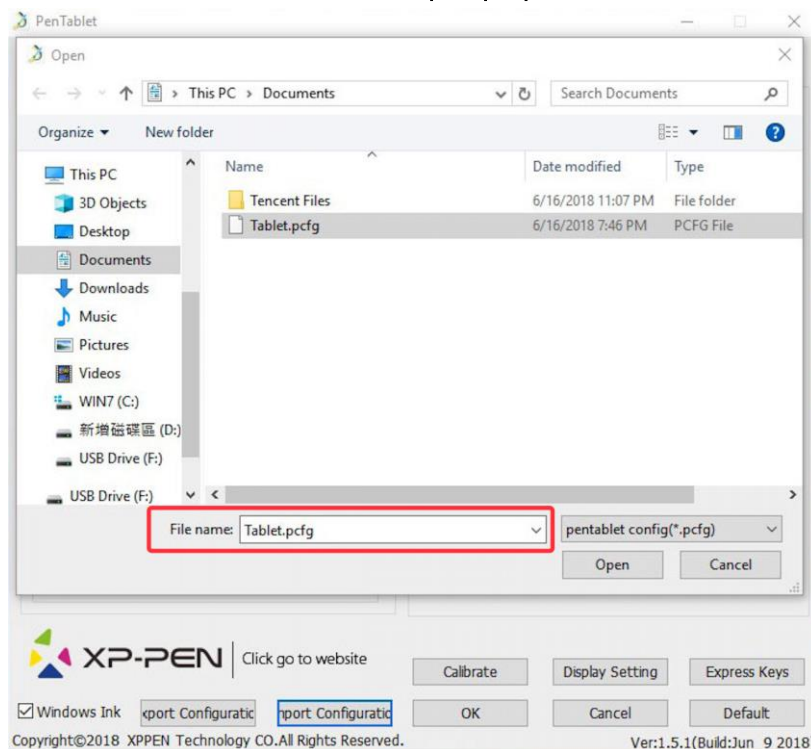 PenTablet
Open
This PC > Documents
Search Documents
Organize
New folder
Name
Date modified
Type
This PC
3D Objects
Desktop
Documents
Downloads
Music
Pictures
Videos
WIN7 (C:)
新增磁碟區 (D:)
USB Drive (F:)
USB Drive (F:)
Tencent Files 6/16/2018 11:07 PM File folder
Tablet.pcfg 6/16/2018 7:46 PM PCFG File
File name: Tablet.pcfg
pentablet config(*.pcfg)
Open
Cancel
XP-PEN
Click go to website
Calibrate
Display Setting
Express Keys
Windows Ink
xport Configuratic
nport Configuratic
OK
Cancel
Default
Copyright©2018 XPPEN Technology CO.All Rights Reserved.
Ver:1.5.1(Build:Jun 9 2018